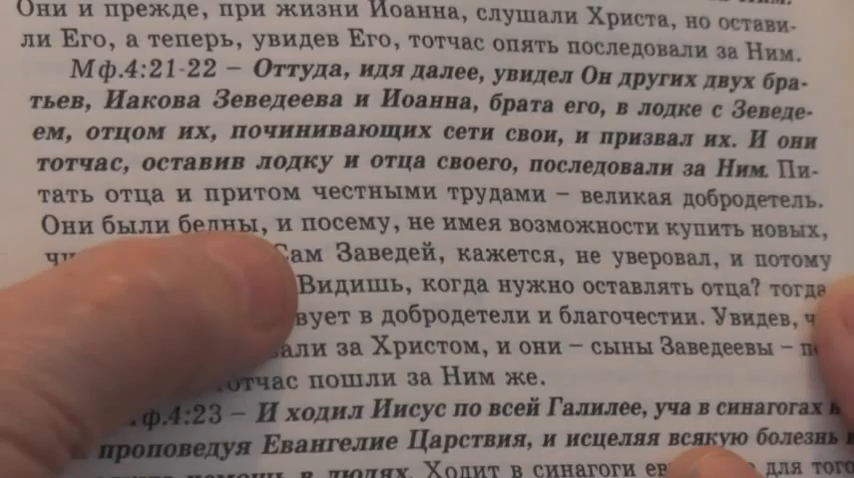 Они и прежде, при жизни Иоанна, слушали Христа, но остави-
ли Его, а теперь, увидев Его, тотчас опять последовали за Ним.
Мф.4:21-22 – Оттуда, идя далее, увидел Он других двух бра-
тьев, Иакова Зеведеева и Иоанна, брата его, в лодке с Зеведе-
ем, отцом их, починивающих сети свои, и призвал их. И они
тотчас, оставив лодку и отца своего, последовали за Ним. Пи-
тать отца и притом честными трудами – великая добродетель.
Они были бедны, и посему, не имея возможности купить новых,
Сам Заведей, кажется, не уверовал, и потому
Видишь, когда нужно оставлять отца? тогда
в добродетели и благочестии. Увидев,
за Христом, и они – сыны Заведеевы –
тотчас пошли за Ним же.
Мф.4:23 – И ходил Иисус по всей Галилее, уча в синагогах
проповедуя Евангелие Царствия, и исцеляя всякую болезнь
в людях. Ходит в синагоги для того